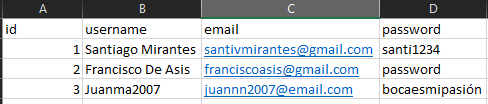 A B C D
id username email password
1 Santiago Mirantes santivmirantes@gmail.com santi1234
2 Francisco De Asis franciscoasis@gmail.com password
3 Juanma2007 juannn2007@email.com bocaesmipasión